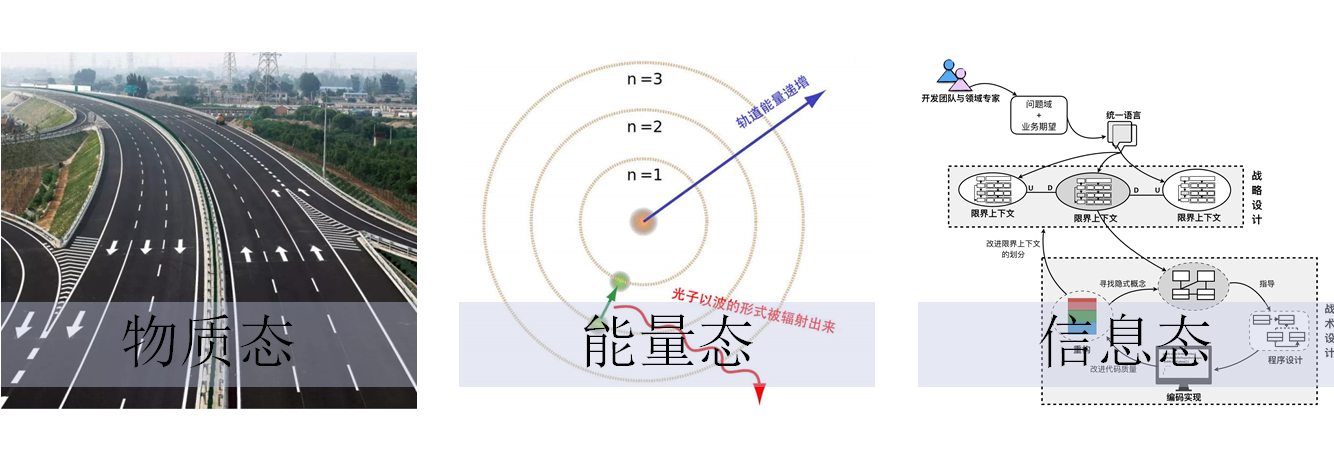 物质态
n=3
n=2
n=1
轨道能量递增
光子以波的形式被辐射出来
能量态
开发团队与领域专家
问题域
+
业务期望
统一语言
U D
D U
限界上下文
限界上下文
限界上下文
战略设计
改进限界上下文
的划分
寻找隐式概念
指导
战术设计
重构
程序设计
改进代码质量
编码实现
信息态